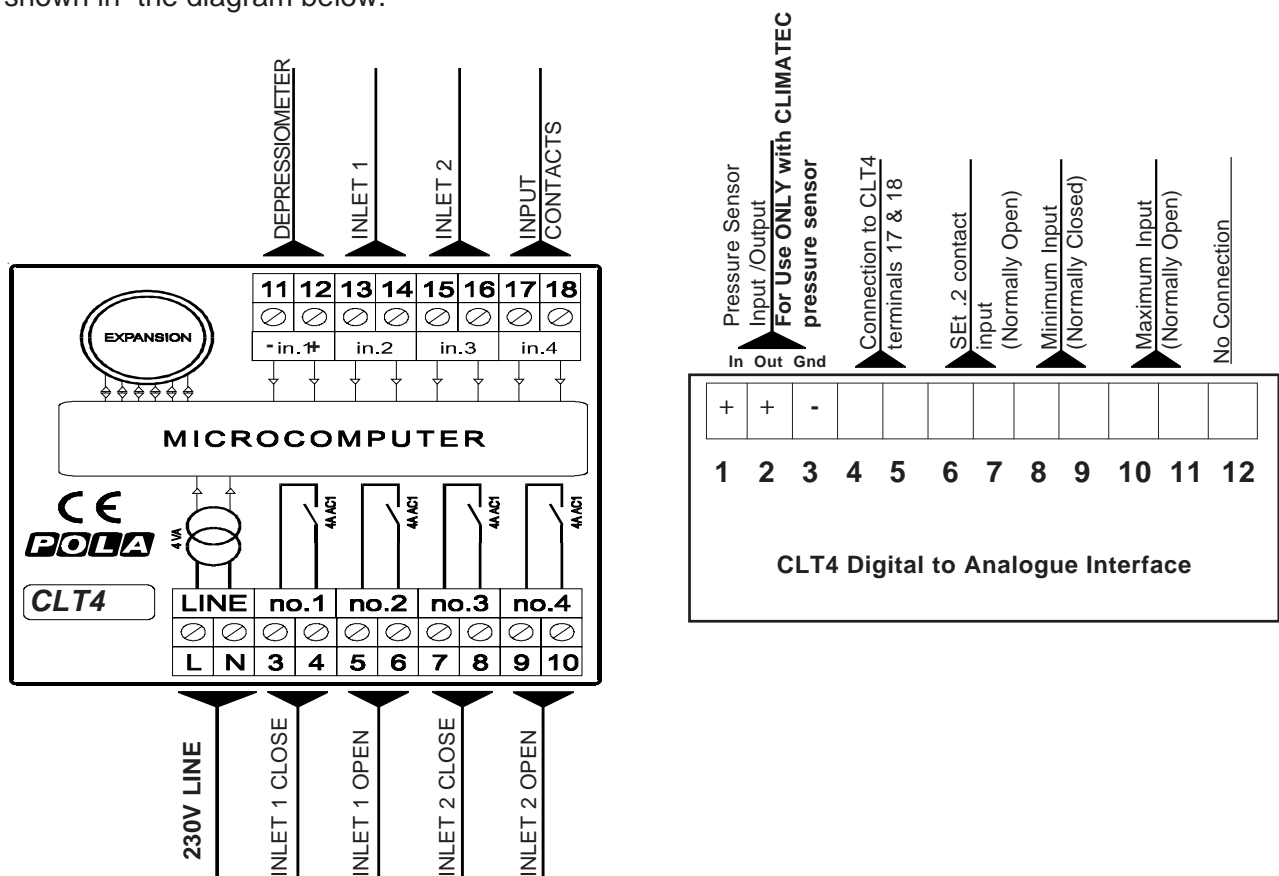 shown in the diagram below.
DEPRESSIOMETER
INLET 1
INLET 2
INPUT
CONTACTS
11 12 13 14 15 16 17 18
-in.1+ in.2 in.3 in.4
EXPANSION
MICROCOMPUTER
CE
POLA
CLT4
4 VA
4A AC1
4A AC1
4A AC1
4A AC1
LINE no.1 no.2 no.3 no.4
L N 3 4 5 6 7 8 9 10
230V LINE
INLET 1 CLOSE
INLET 1 OPEN
INLET 2 CLOSE
INLET 2 OPEN
Pressure Sensor
Input /Output
For Use ONLY with CLIMATEC
pressure sensor
Connection to CLT4
terminals 17 & 18
SEt .2 contact
input
(Normally Open)
Minimum Input
(Normally Closed)
Maximum Input
(Normally Open)
No Connection
In Out Gnd
+ + -
1 2 3 4 5 6 7 8 9 10 11 12
CLT4 Digital to Analogue Interface